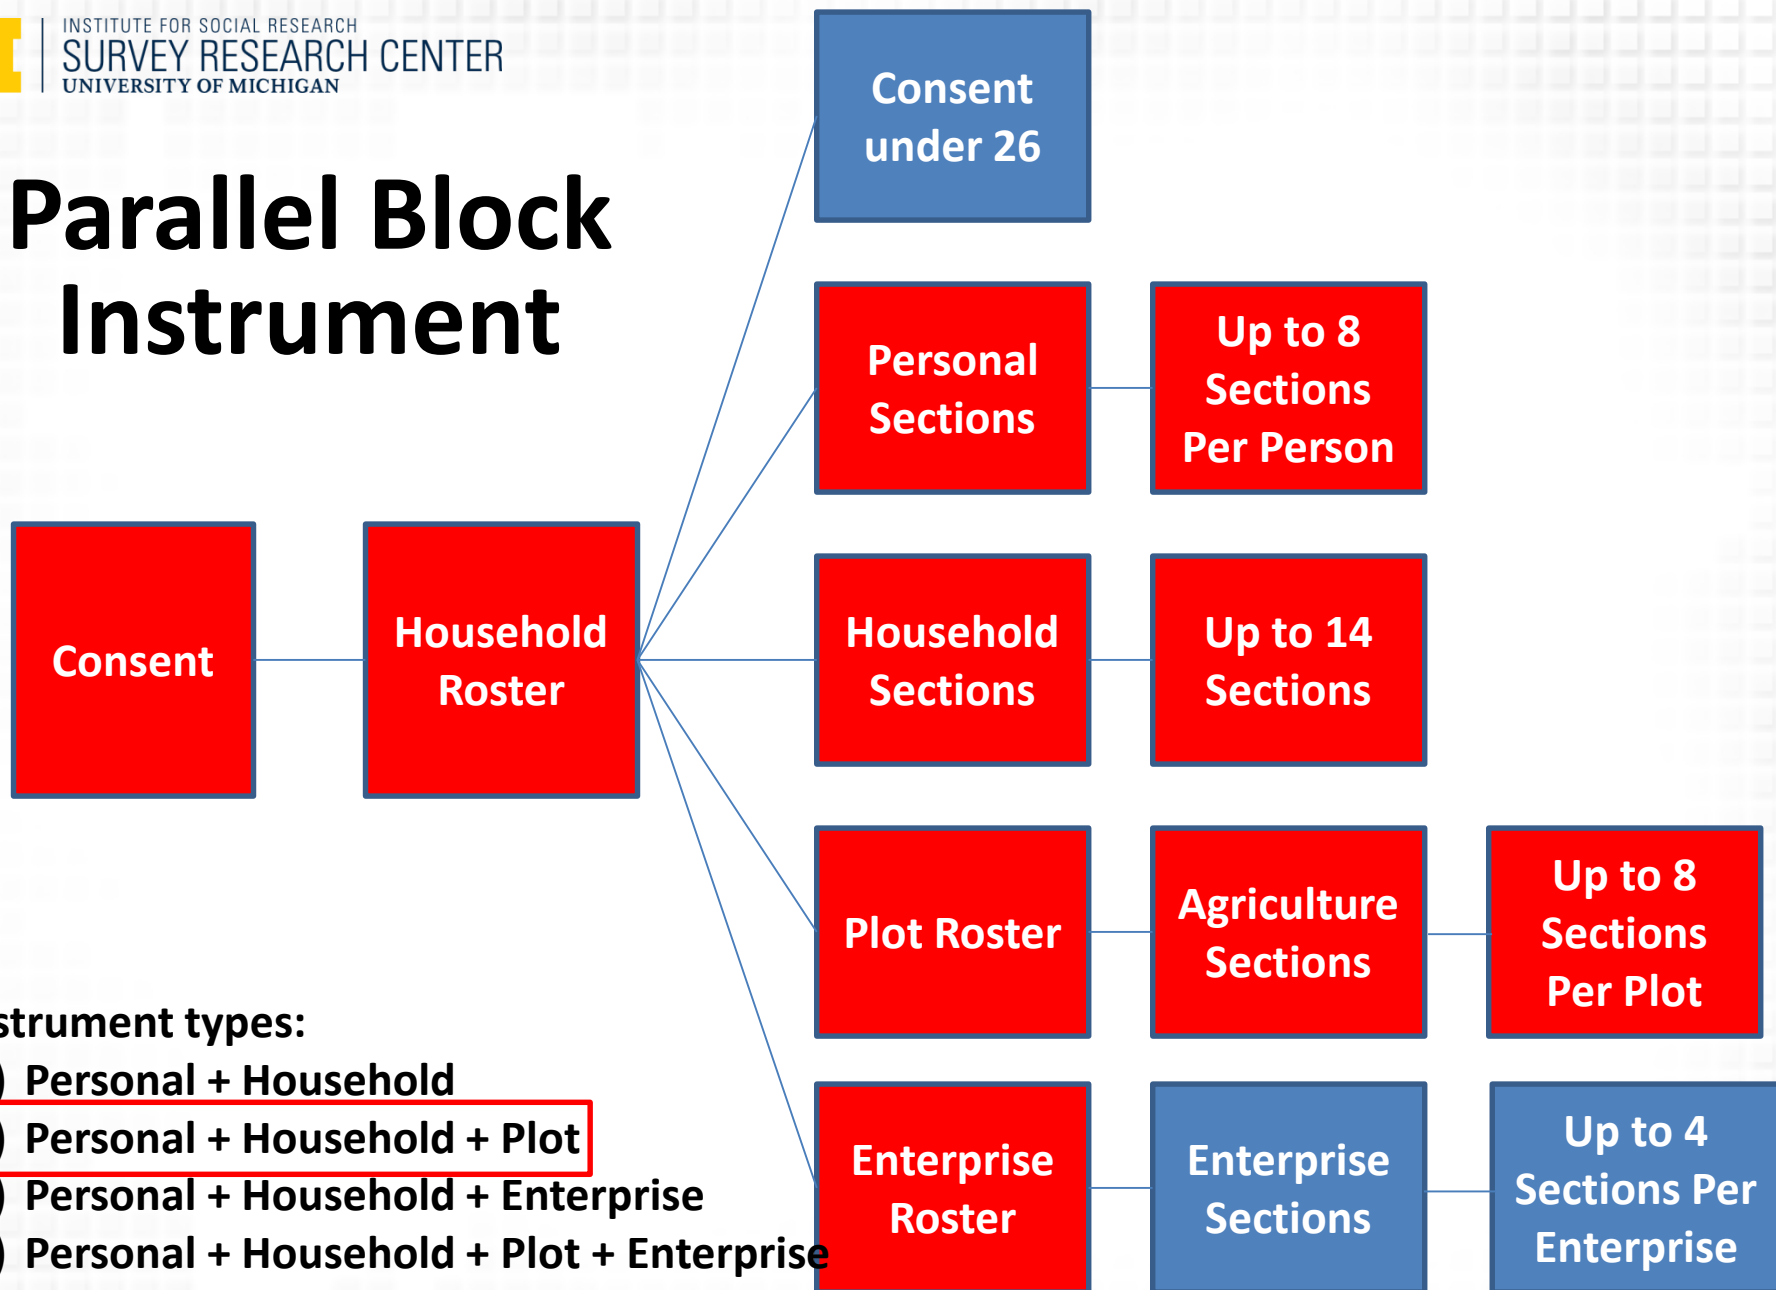 INSTITUTE FOR SOCIAL RESEARCH
SURVEY RESEARCH CENTER
UNIVERSITY OF MICHIGAN
Parallel Block
Instrument
Consent
Household
Roster
Consent
under 26
Personal
Sections
Up to 8
Sections
Per Person
Household
Sections
Up to 14
Sections
Plot Roster
Agriculture
Sections
Up to 8
Sections
Per Plot
Enterprise
Roster
Enterprise
Sections
Up to 4
Sections Per
Enterprise
strument types:
) Personal + Household
) Personal + Household + Plot
) Personal + Household + Enterprise
) Personal + Household + Plot + Enterprise